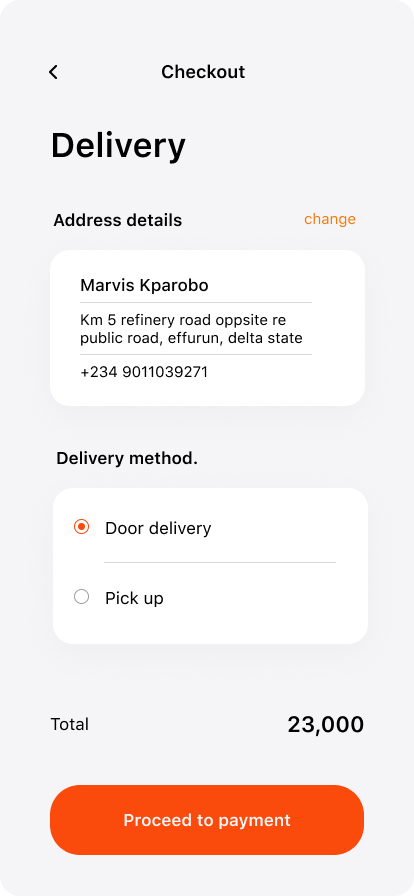 Checkout
Delivery
Address details
change
Marvis Kparobo
Km 5 refinery road oppsite re
public road, effurun, delta state
+234 9011039271
Delivery method.
Door delivery
Pick up
Total
23,000
Proceed to payment